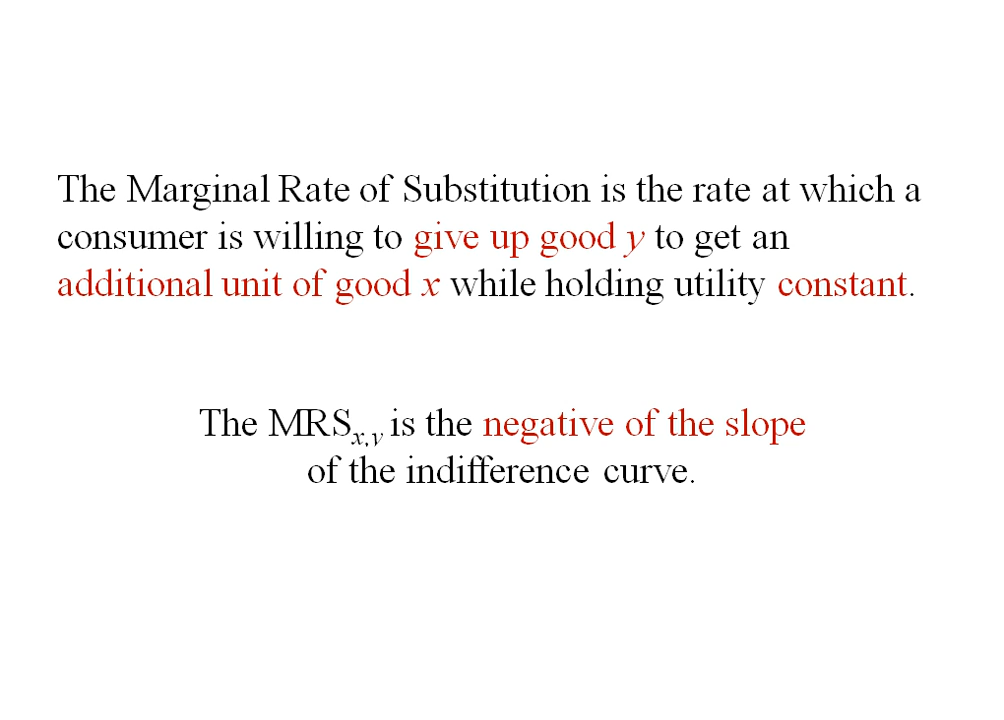 The Marginal Rate of Substitution is the rate at which a
consumer is willing to give up good y to get an
additional unit of good x while holding utility constant.
The MRSx,y is the negative of the slope
of the indifference curve.